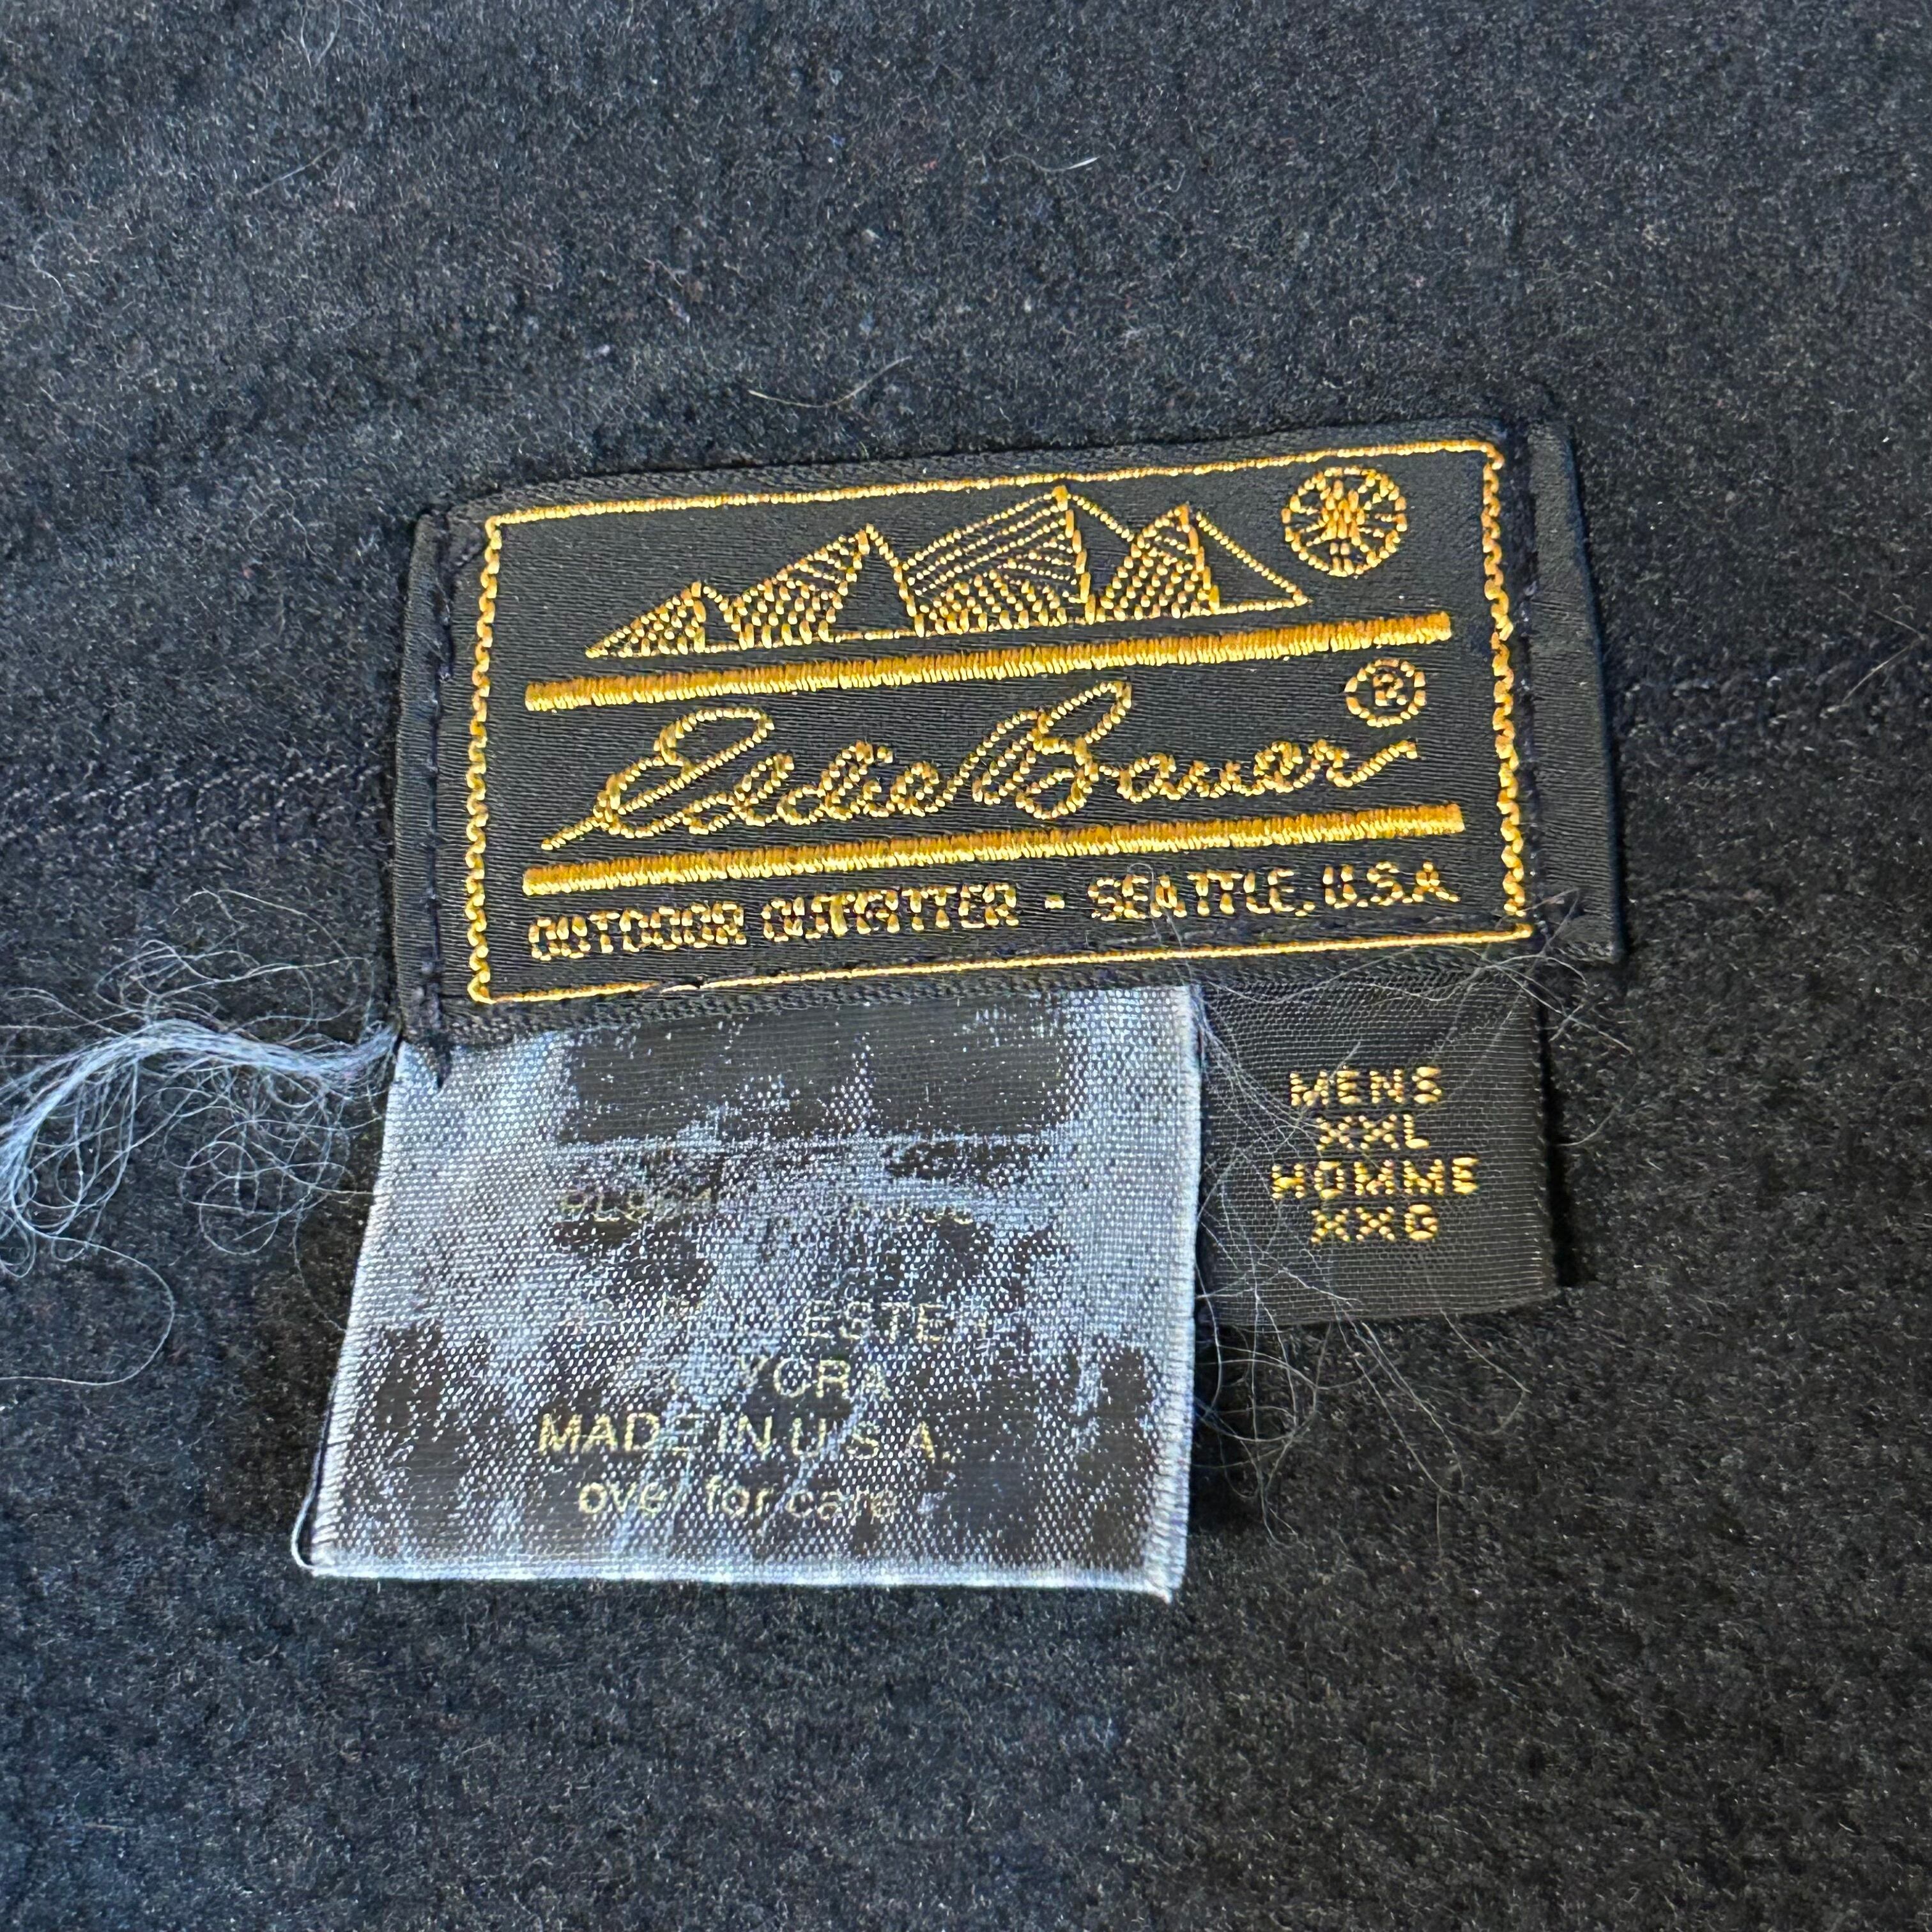 ®
Eddie Bauer
OUTDOOR OUTFITTER - SEATTLE, U.S.A.
MENS
XXL
HOMME
XXG
MADE IN U.S.A.
over for care